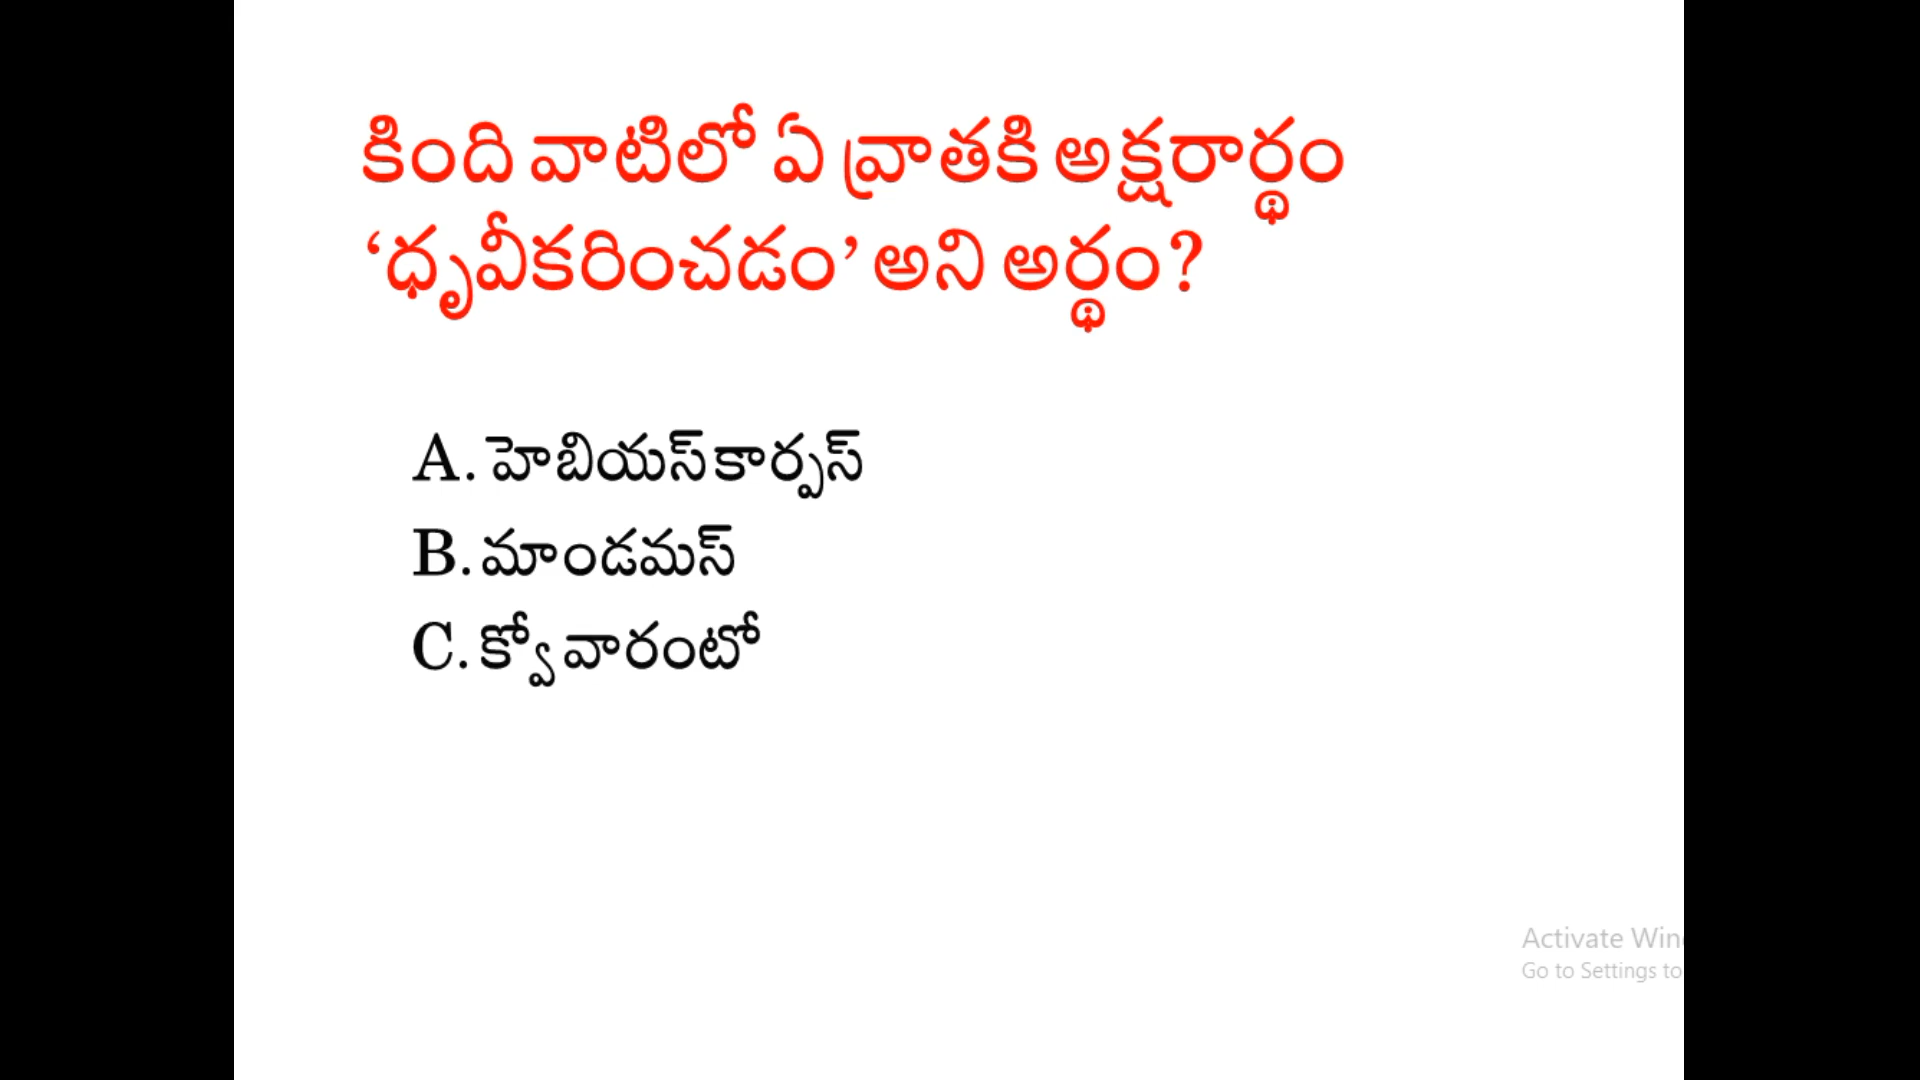 కింది వాటిలో ఏ వ్రాతకి అక్షరార్థం
‘ధృవీకరించడం’ అని అర్థం?
A. హెబియస్ కార్పస్
B. మాండమస్
C. క్వోవారంటో
Activate Win
Go to Settings to